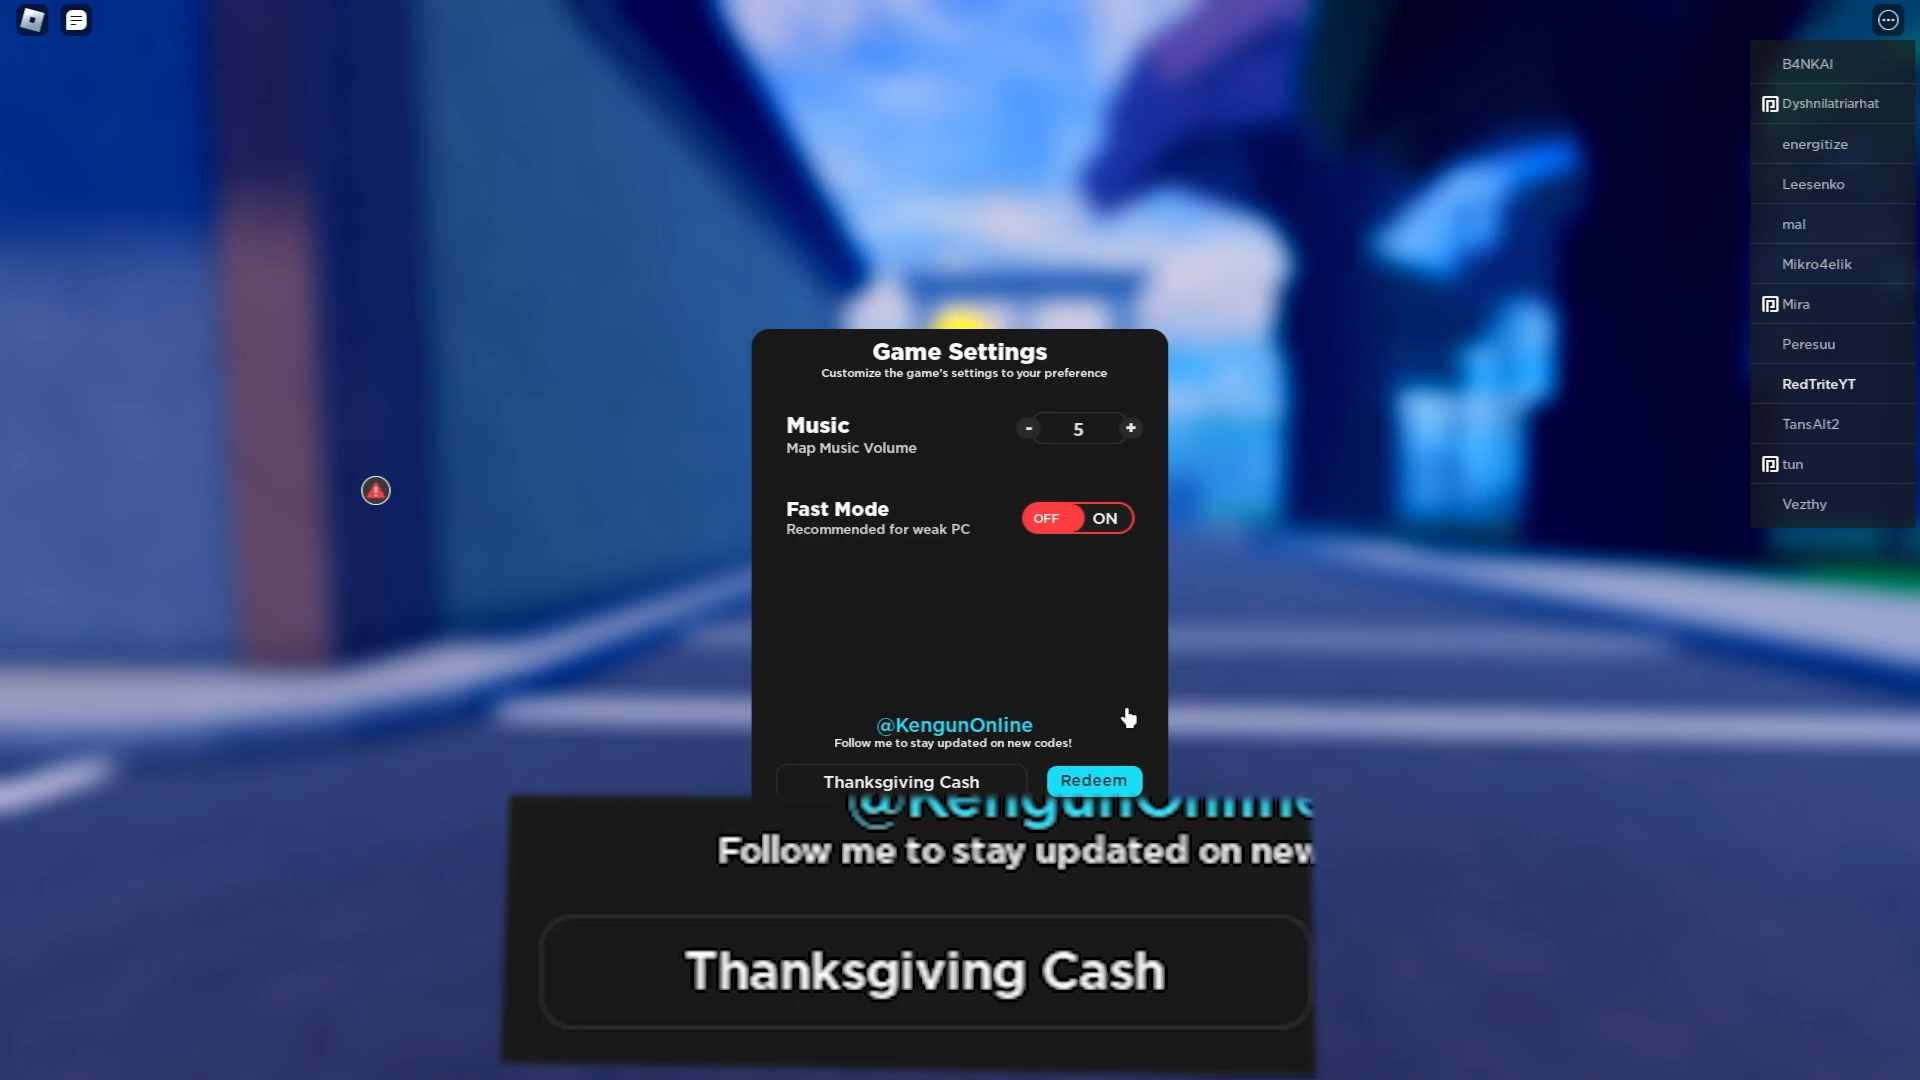 Game Settings
Customize the game's settings to your preference
Music
Map Music Volume
- 5 +
Fast Mode
Recommended for weak PC
OFF ON
@KengunOnline
Follow me to stay updated on new codes!
Thanksgiving Cash
Redeem
@KengunOnline
Follow me to stay updated on new
Thanksgiving Cash
B4NKAI
Dyshnilatriarhat
energitize
Leesenko
mal
Mikro4elik
Mira
Peresuu
RedTriteYT
TansAlt2
tun
Vezthy